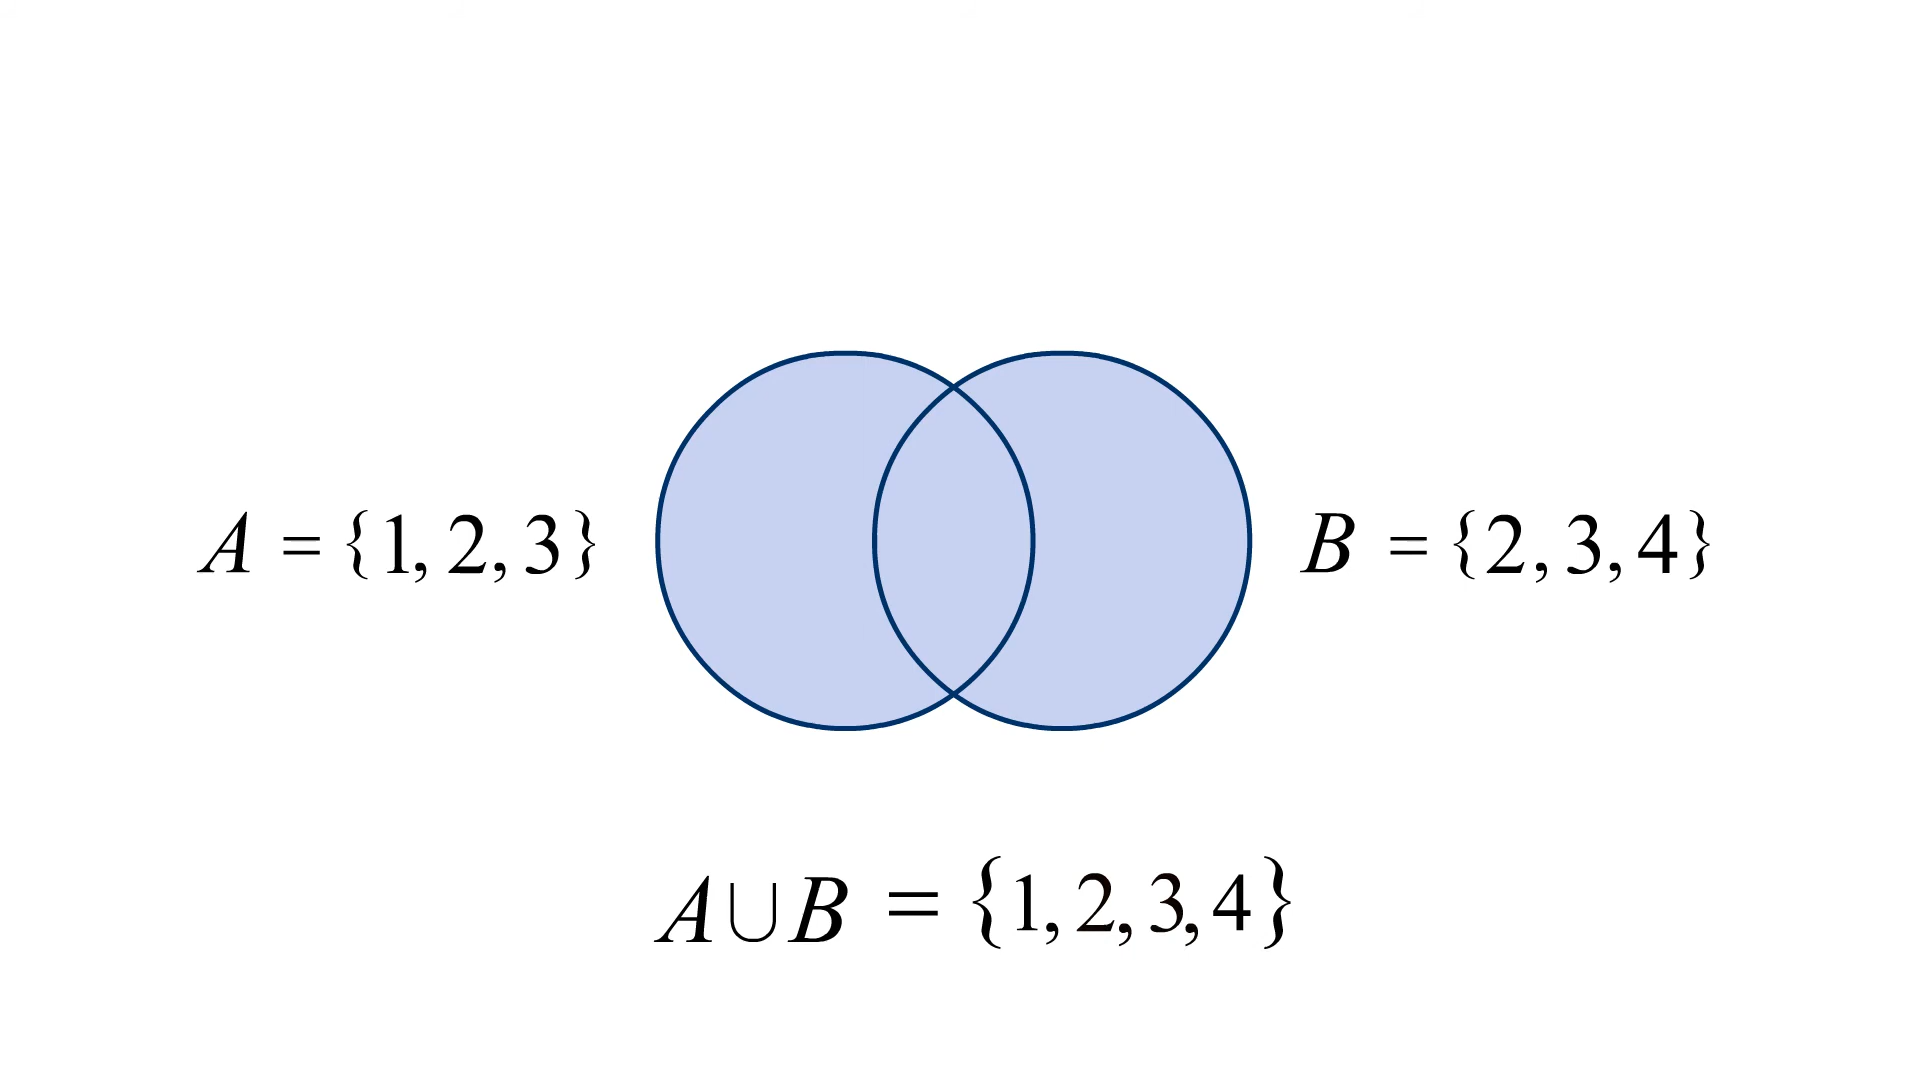 A = {1, 2, 3}
B = {2, 3, 4}
A∪B = {1, 2, 3, 4}